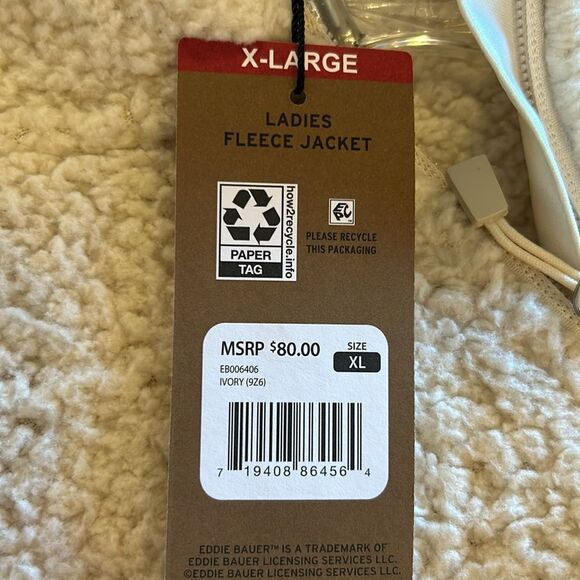 X-LARGE
LADIES
FLEECE JACKET
how2recycle.info
PAPER
TAG
PLEASE RECYCLE
THIS PACKAGING
MSRP $80.00
SIZE
XL
EB006406
IVORY (9Z6)
7 19408 86456 4
EDDIE BAUER™ IS A TRADEMARK OF
EDDIE BAUER LICENSING SERVICES LLC.
©EDDIE BAUER LICENSING SERVICES LLC.